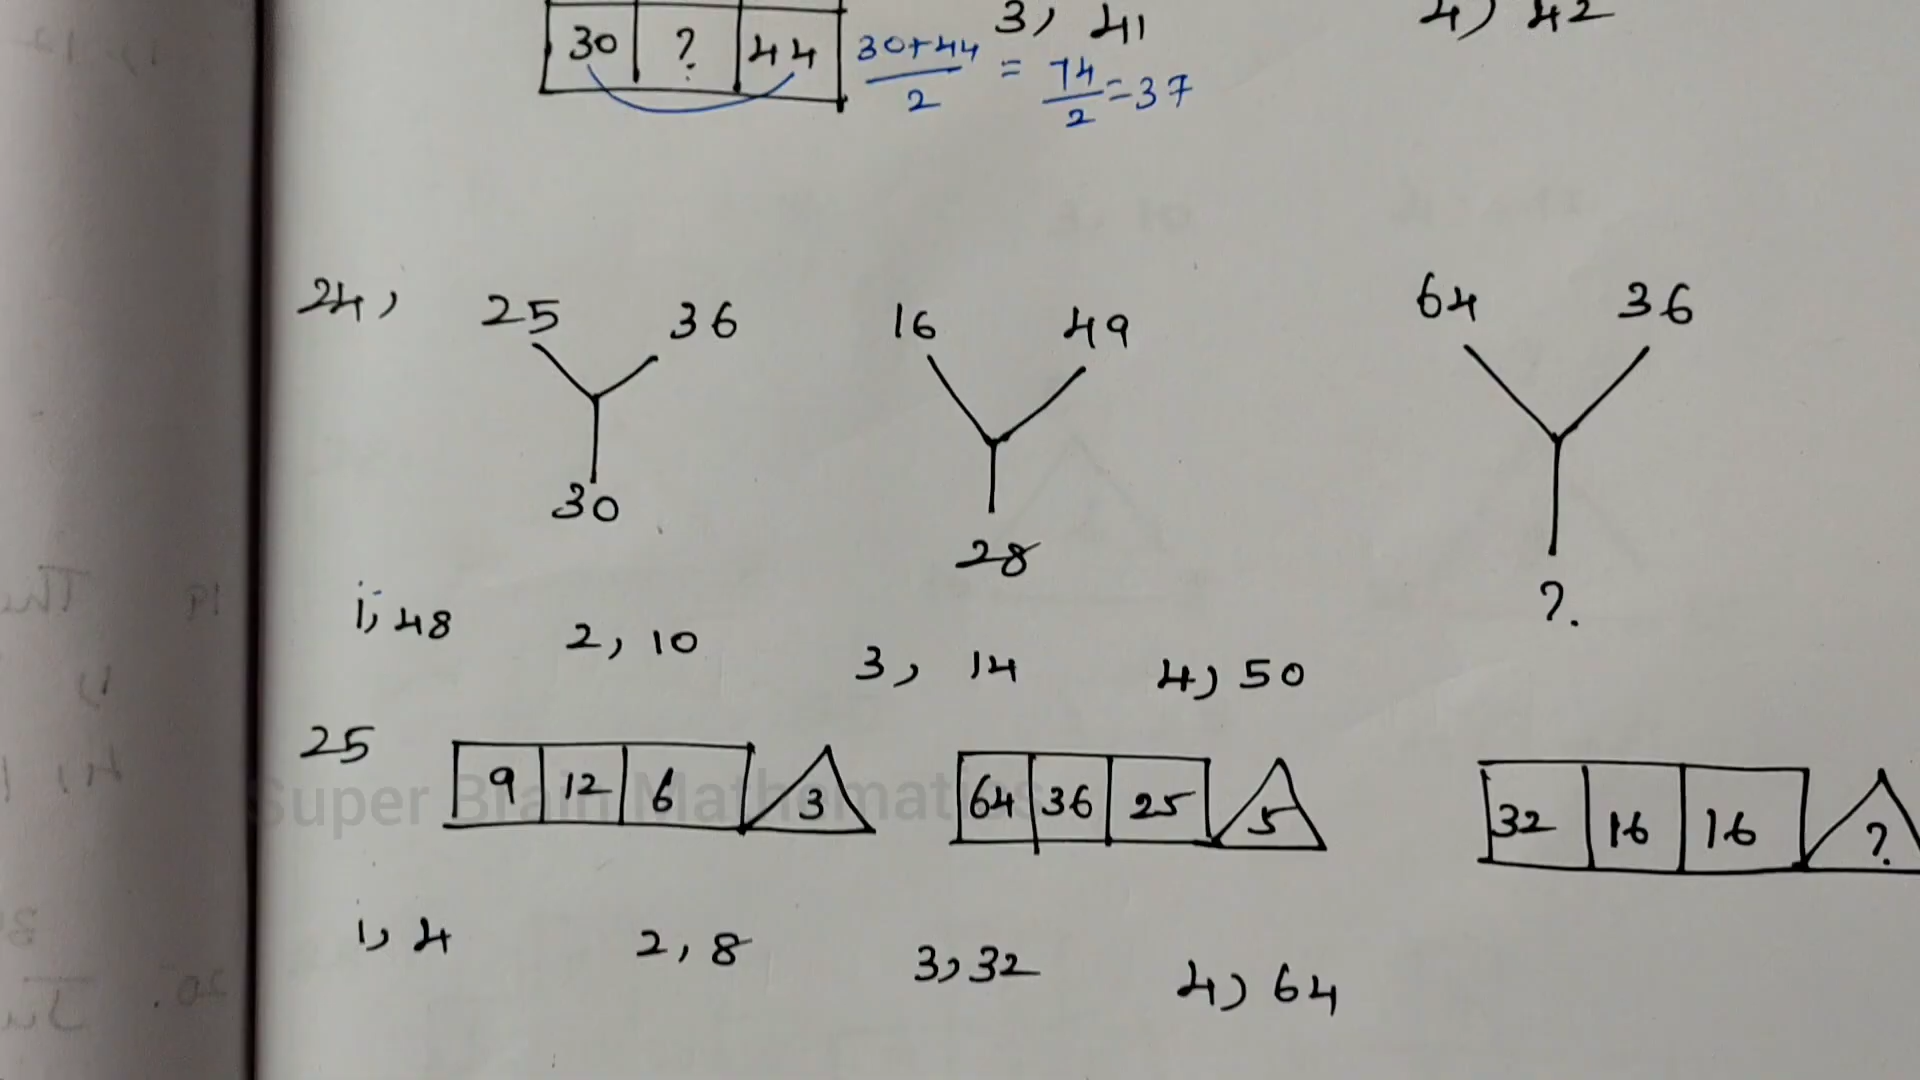 3) 41 4) 42
30 ? 44 30+44/2 = 74/2 = 37
24) 25 36 16 49 64 36
30 28 ?.
1) 48 2) 10 3) 14 4) 50
25 9 12 6 3 64 36 25 5 32 16 16 ?
Super Brain Mathematics
1) 4 2) 8 3) 32 4) 64